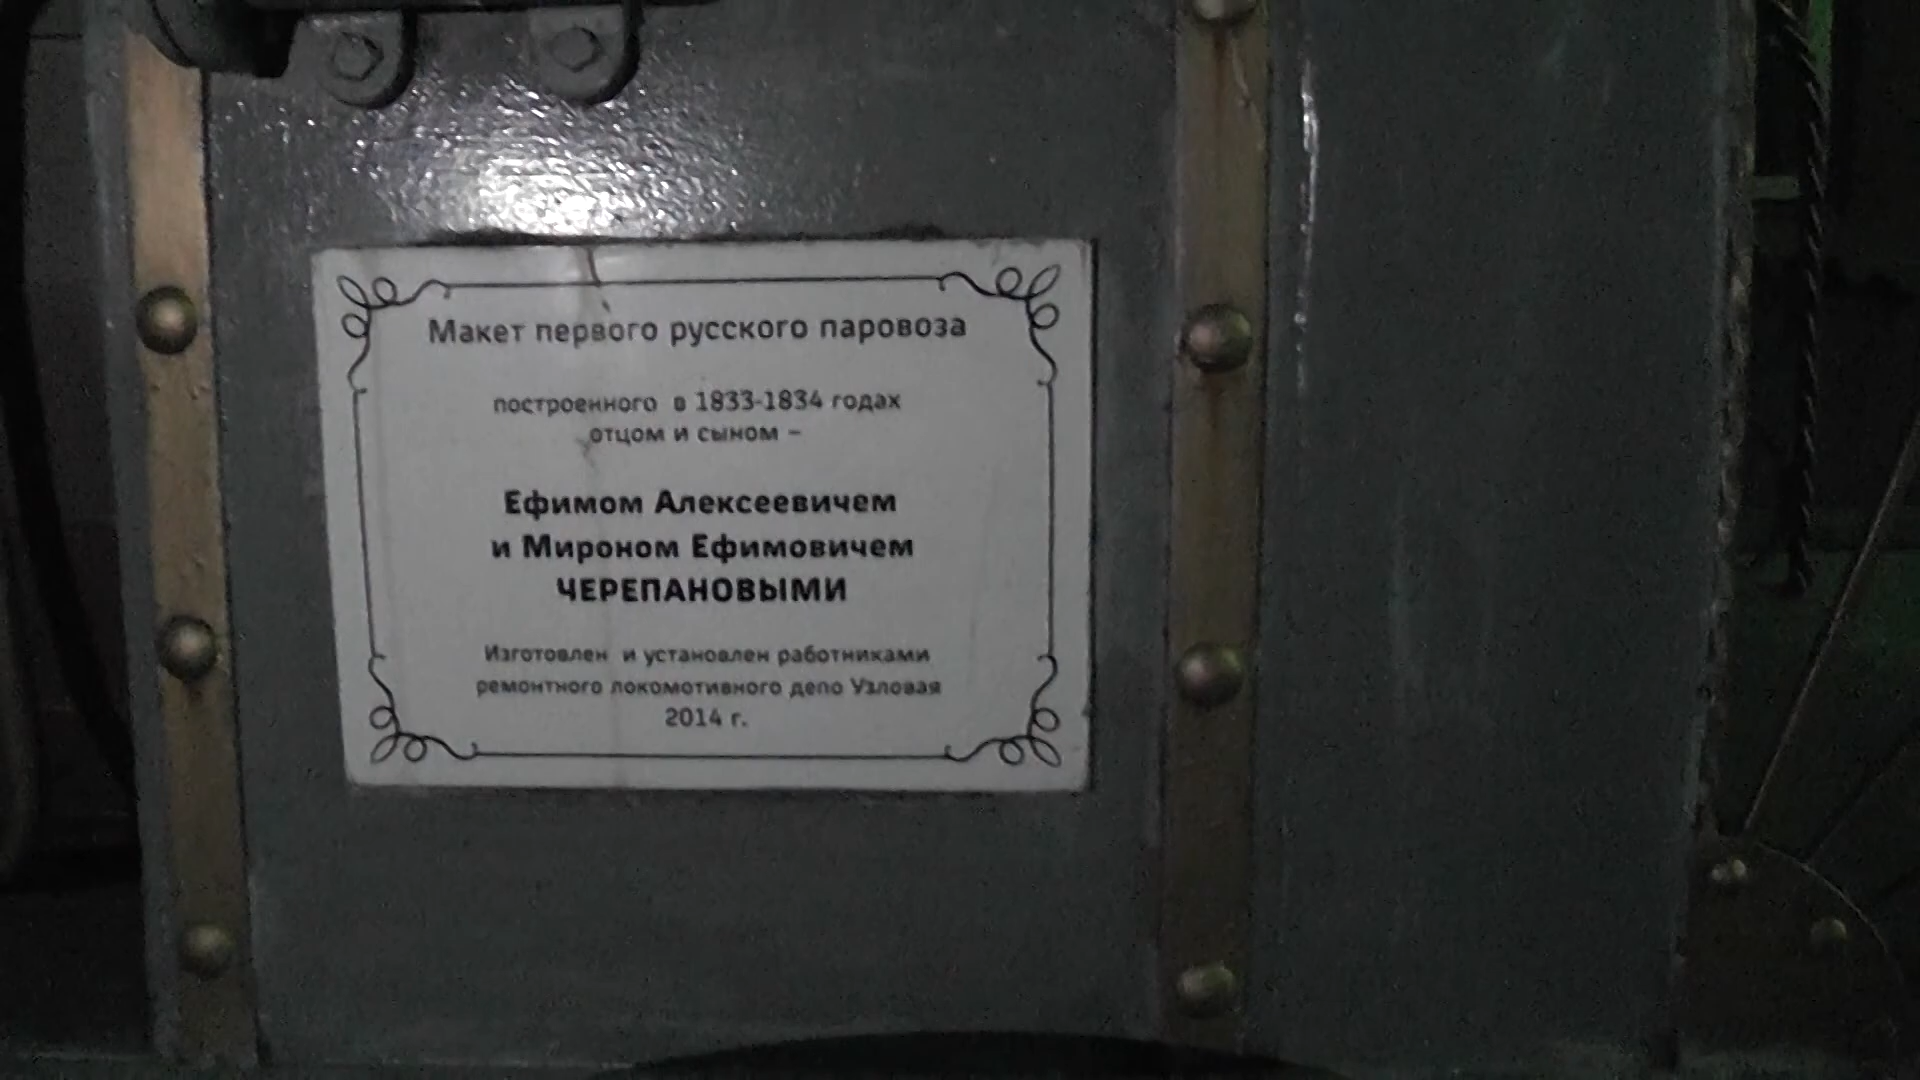 Макет первого русского паровоза
построенного в 1833-1834 годах
отцом и сыном –
Ефимом Алексеевичем
и Мироном Ефимовичем
ЧЕРЕПАНОВЫМИ
Изготовлен и установлен работниками
ремонтного локомотивного депо Узловая
2014 г.